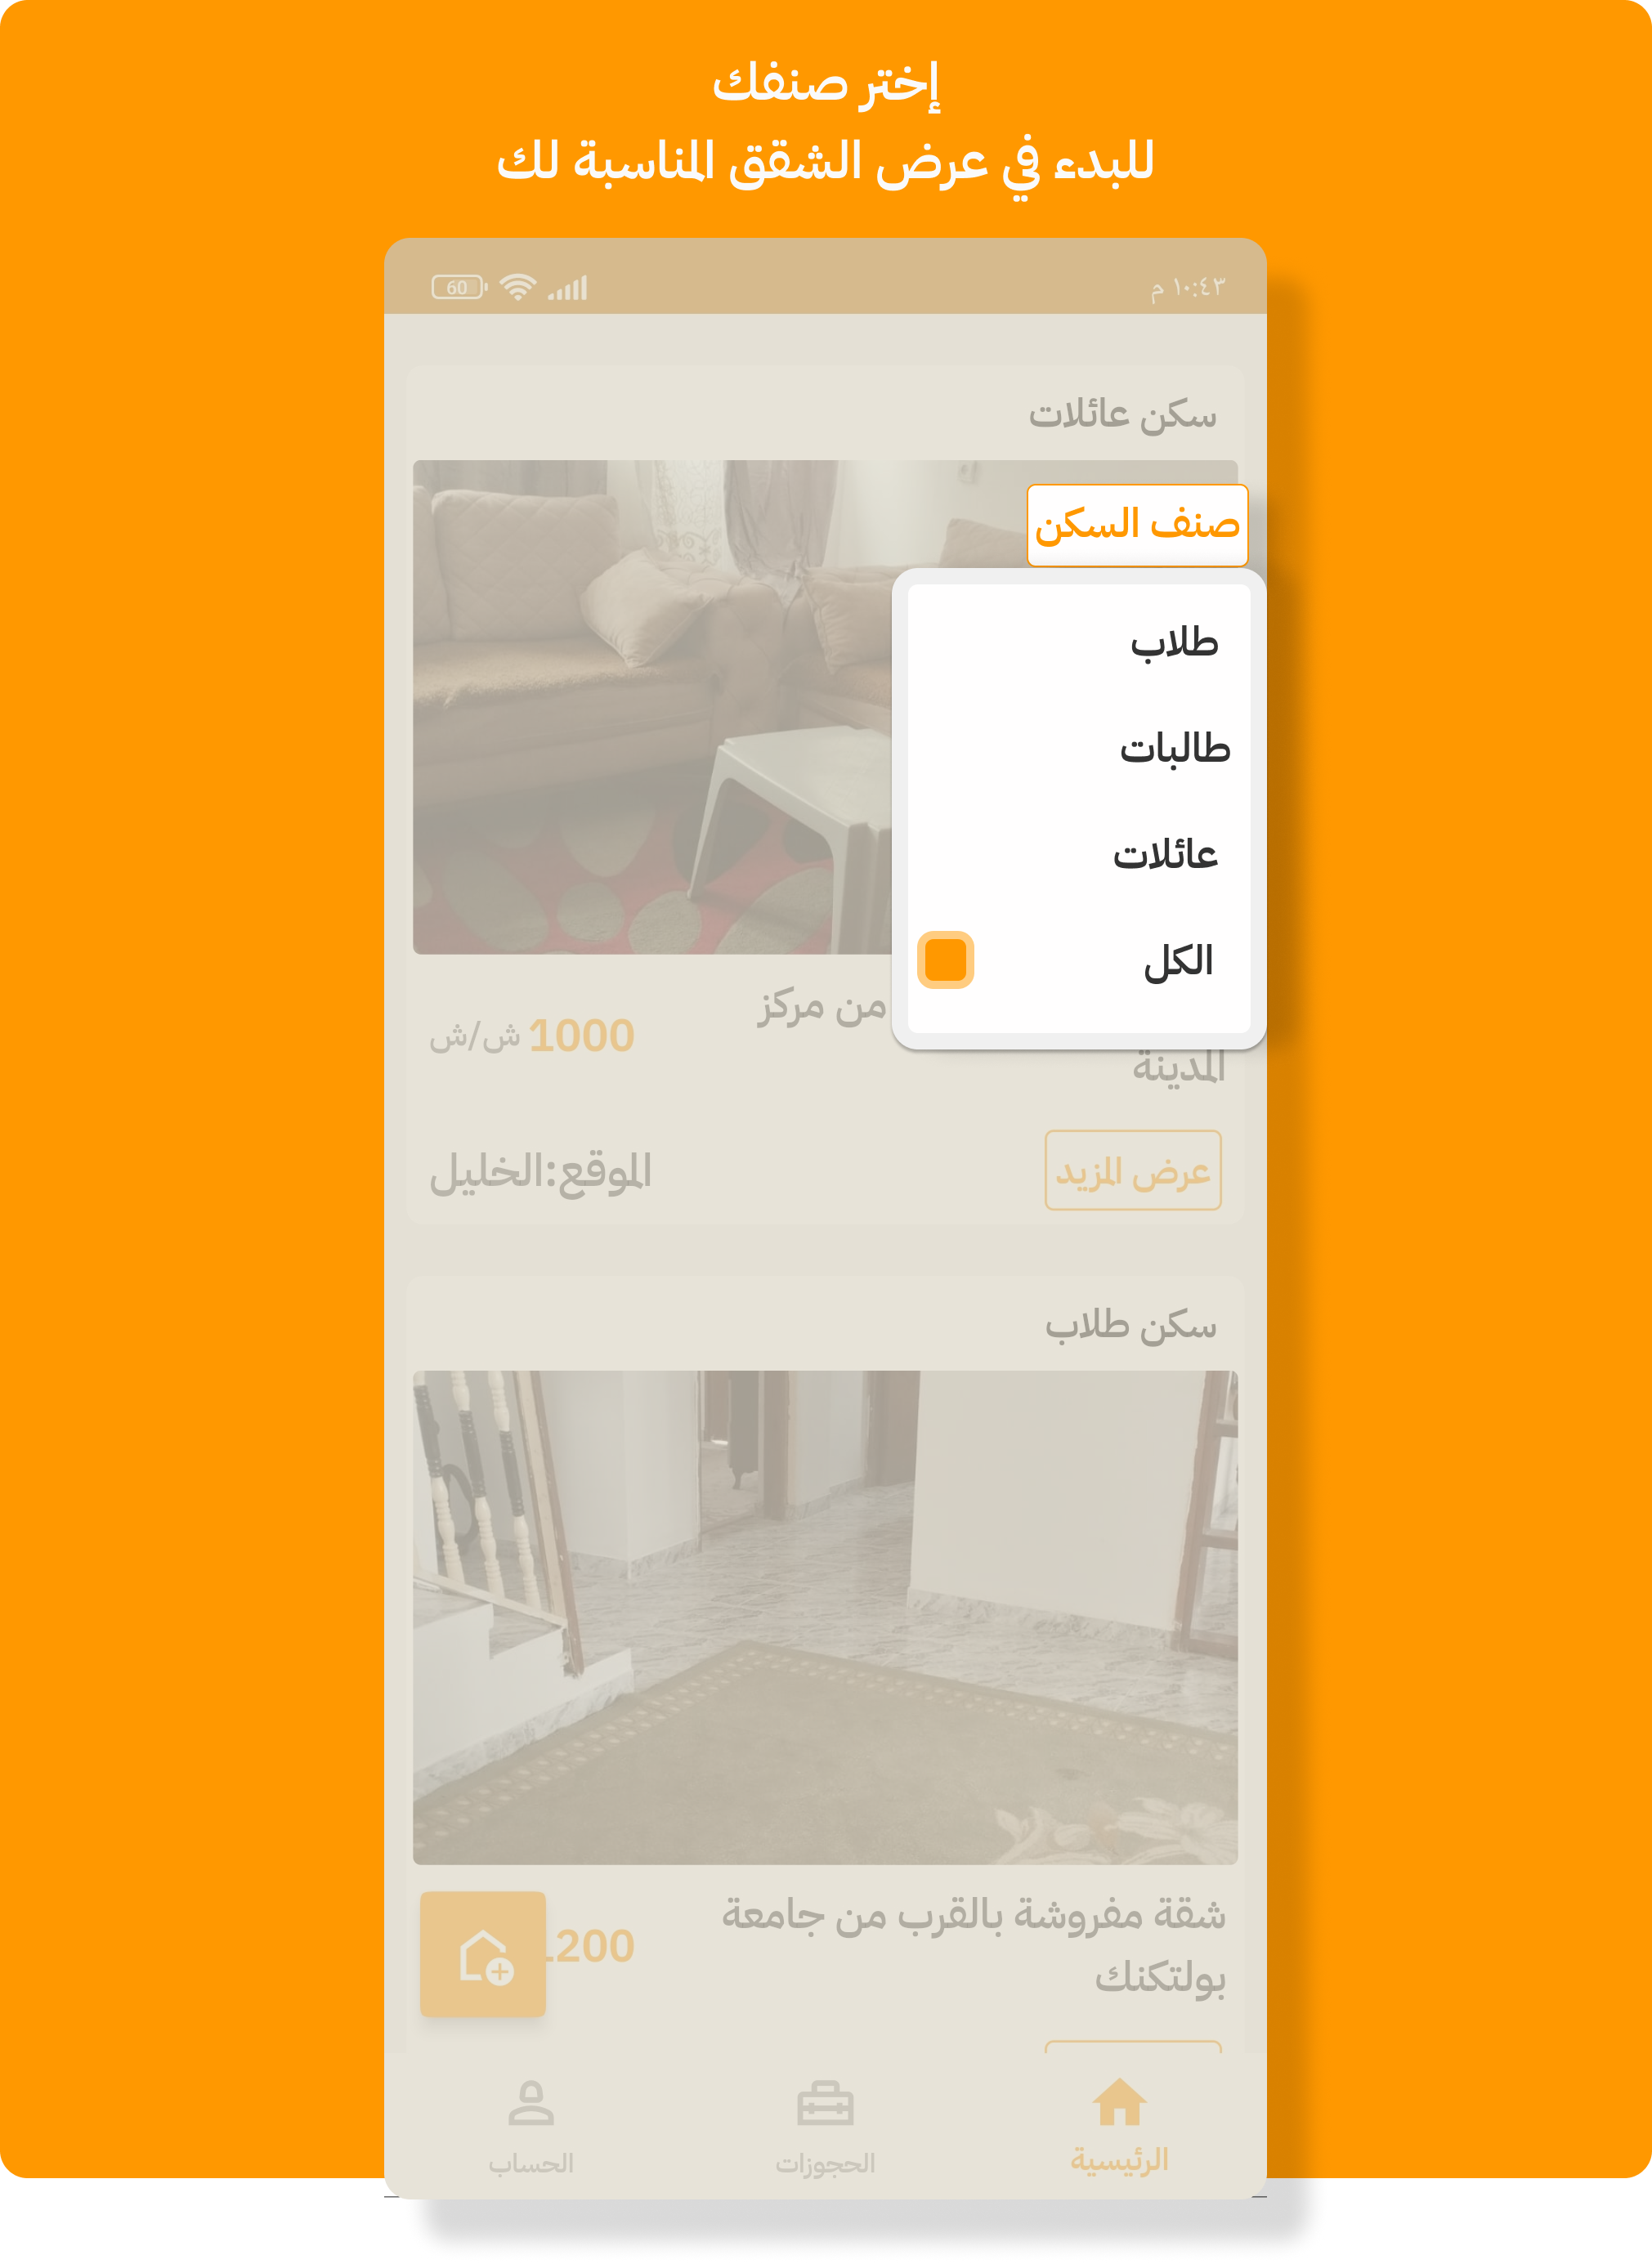 إختر صنفك
للبدء في عرض الشقق المناسبة لك
١٠:٤٣ م
60
سكن عائلات
صنف السكن
طلاب
طالبات
عائلات
الكل
من مركز
المدينة
1000 ش/ش
عرض المزيد
الموقع:الخليل
سكن طلاب
شقة مفروشة بالقرب من جامعة
بولتكنك
1200
الرئيسية
الحجوزات
الحساب